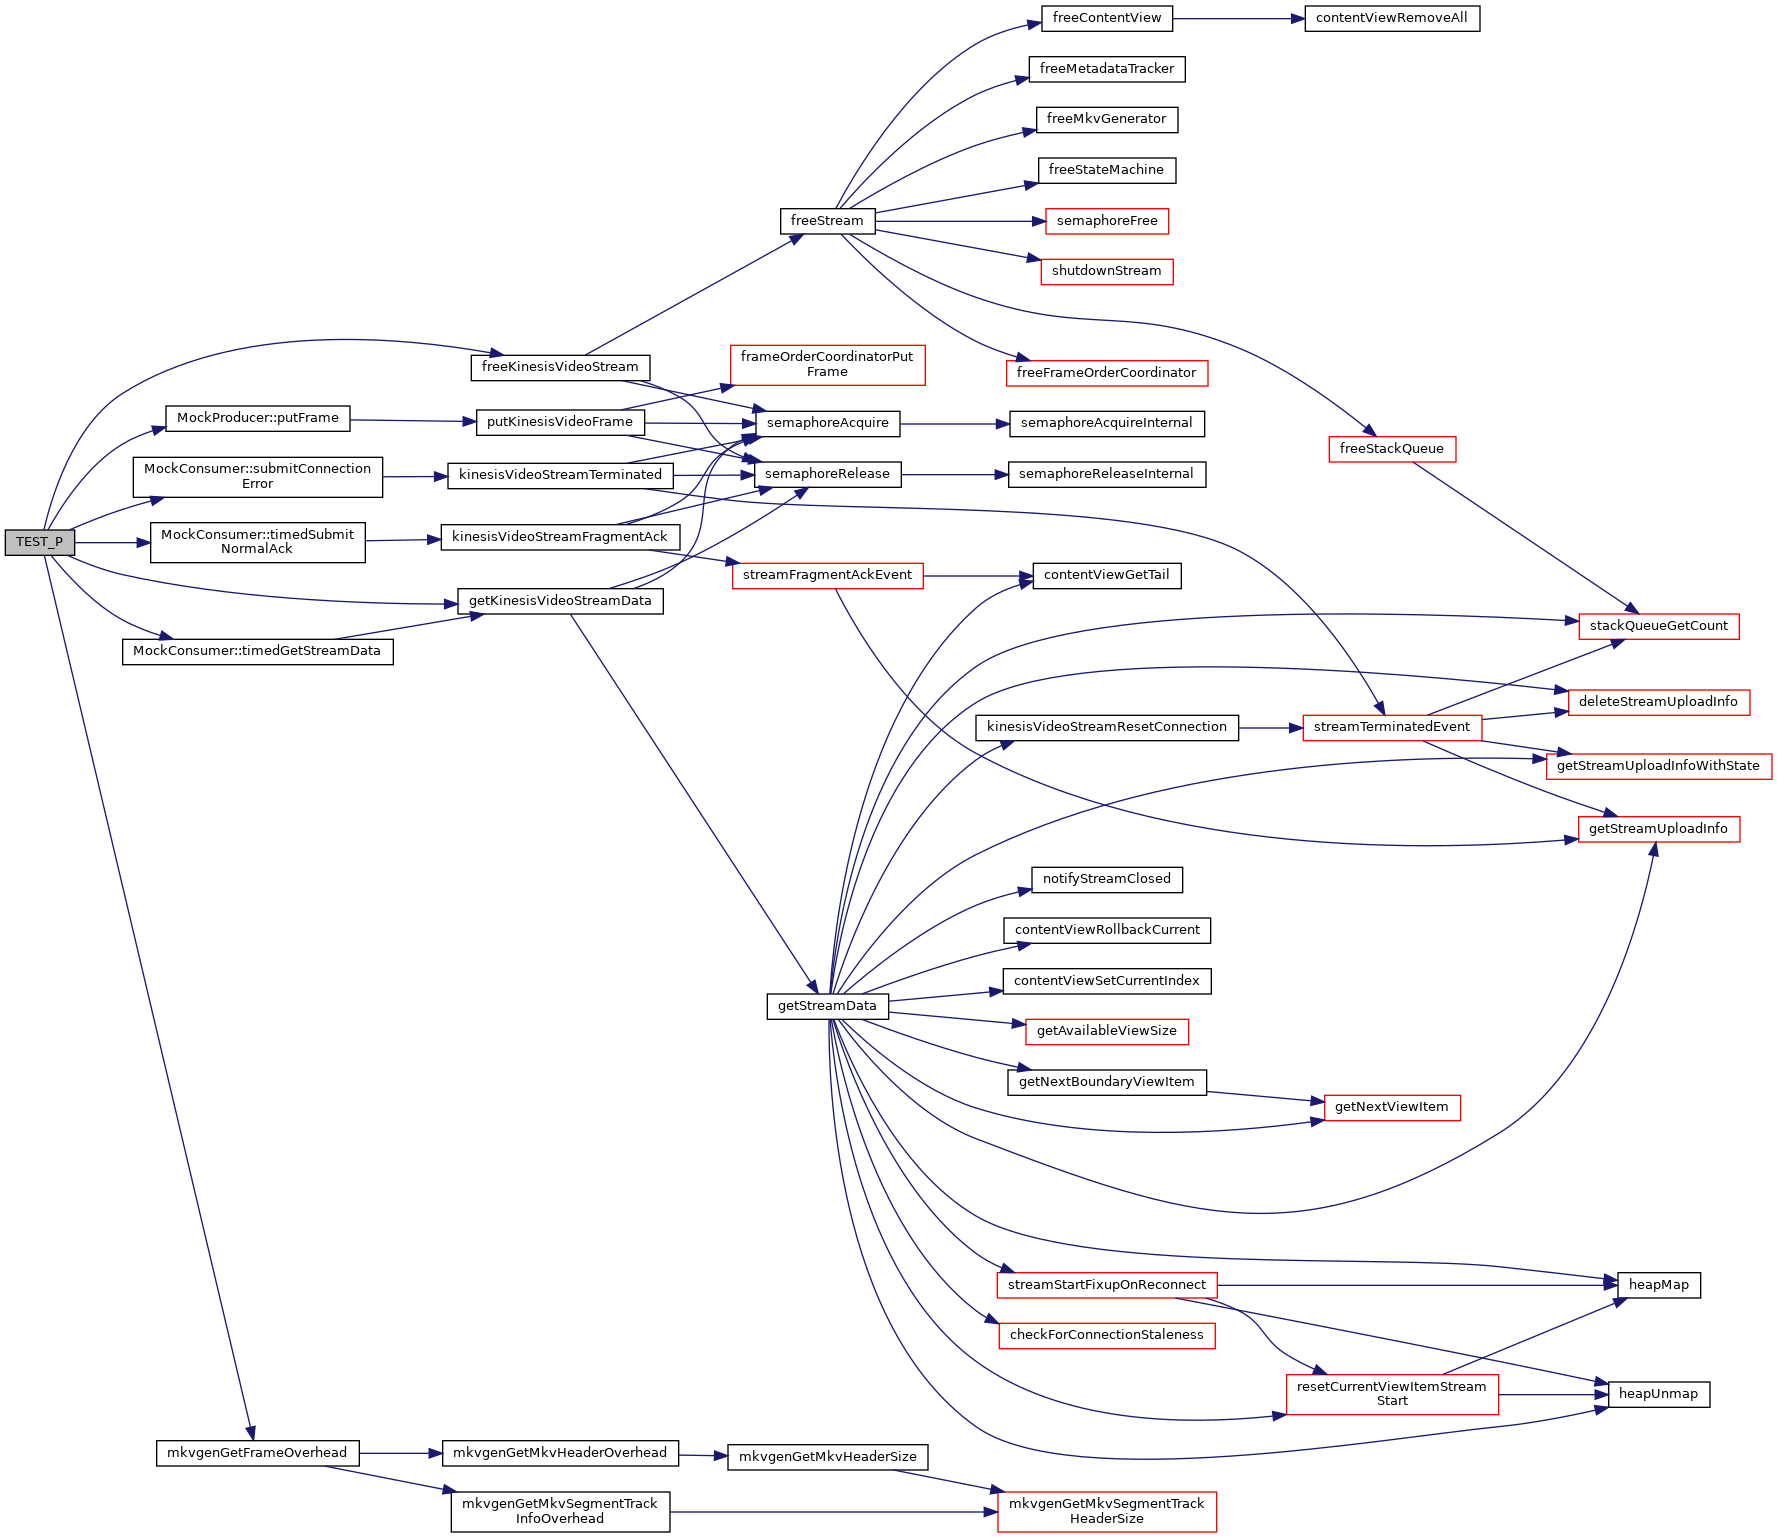 freeContentView
contentViewRemoveAll
freeMetadataTracker
freeMkvGenerator
freeStateMachine
freeStream
semaphoreFree
shutdownStream
frameOrderCoordinatorPut
Frame
freeKinesisVideoStream
freeFrameOrderCoordinator
MockProducer::putFrame
putKinesisVideoFrame
semaphoreAcquire
semaphoreAcquireInternal
freeStackQueue
MockConsumer::submitConnection
Error
kinesisVideoStreamTerminated
semaphoreRelease
semaphoreReleaseInternal
TEST_P
MockConsumer::timedSubmit
NormalAck
kinesisVideoStreamFragmentAck
streamFragmentAckEvent
contentViewGetTail
getKinesisVideoStreamData
stackQueueGetCount
MockConsumer::timedGetStreamData
deleteStreamUploadInfo
kinesisVideoStreamResetConnection
streamTerminatedEvent
getStreamUploadInfoWithState
getStreamUploadInfo
notifyStreamClosed
contentViewRollbackCurrent
contentViewSetCurrentIndex
getStreamData
getAvailableViewSize
getNextBoundaryViewItem
getNextViewItem
streamStartFixupOnReconnect
heapMap
checkForConnectionStaleness
resetCurrentViewItemStream
Start
heapUnmap
mkvgenGetFrameOverhead
mkvgenGetMkvHeaderOverhead
mkvgenGetMkvHeaderSize
mkvgenGetMkvSegmentTrack
InfoOverhead
mkvgenGetMkvSegmentTrack
HeaderSize